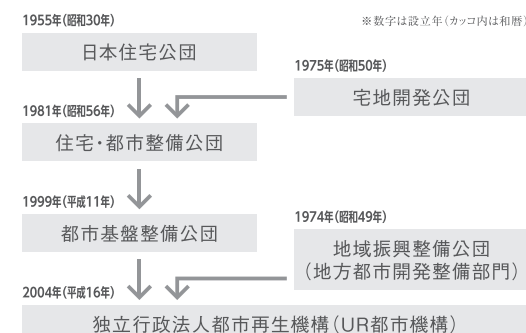 1955年(昭和30年)
※数字は設立年(カッコ内は和暦)
日本住宅公団
1975年(昭和50年)
宅地開発公団
1981年(昭和56年)
住宅・都市整備公団
1999年(平成11年)
都市基盤整備公団
1974年(昭和49年)
地域振興整備公団
(地方都市開発整備部門)
2004年(平成16年)
独立行政法人都市再生機構(UR都市機構)